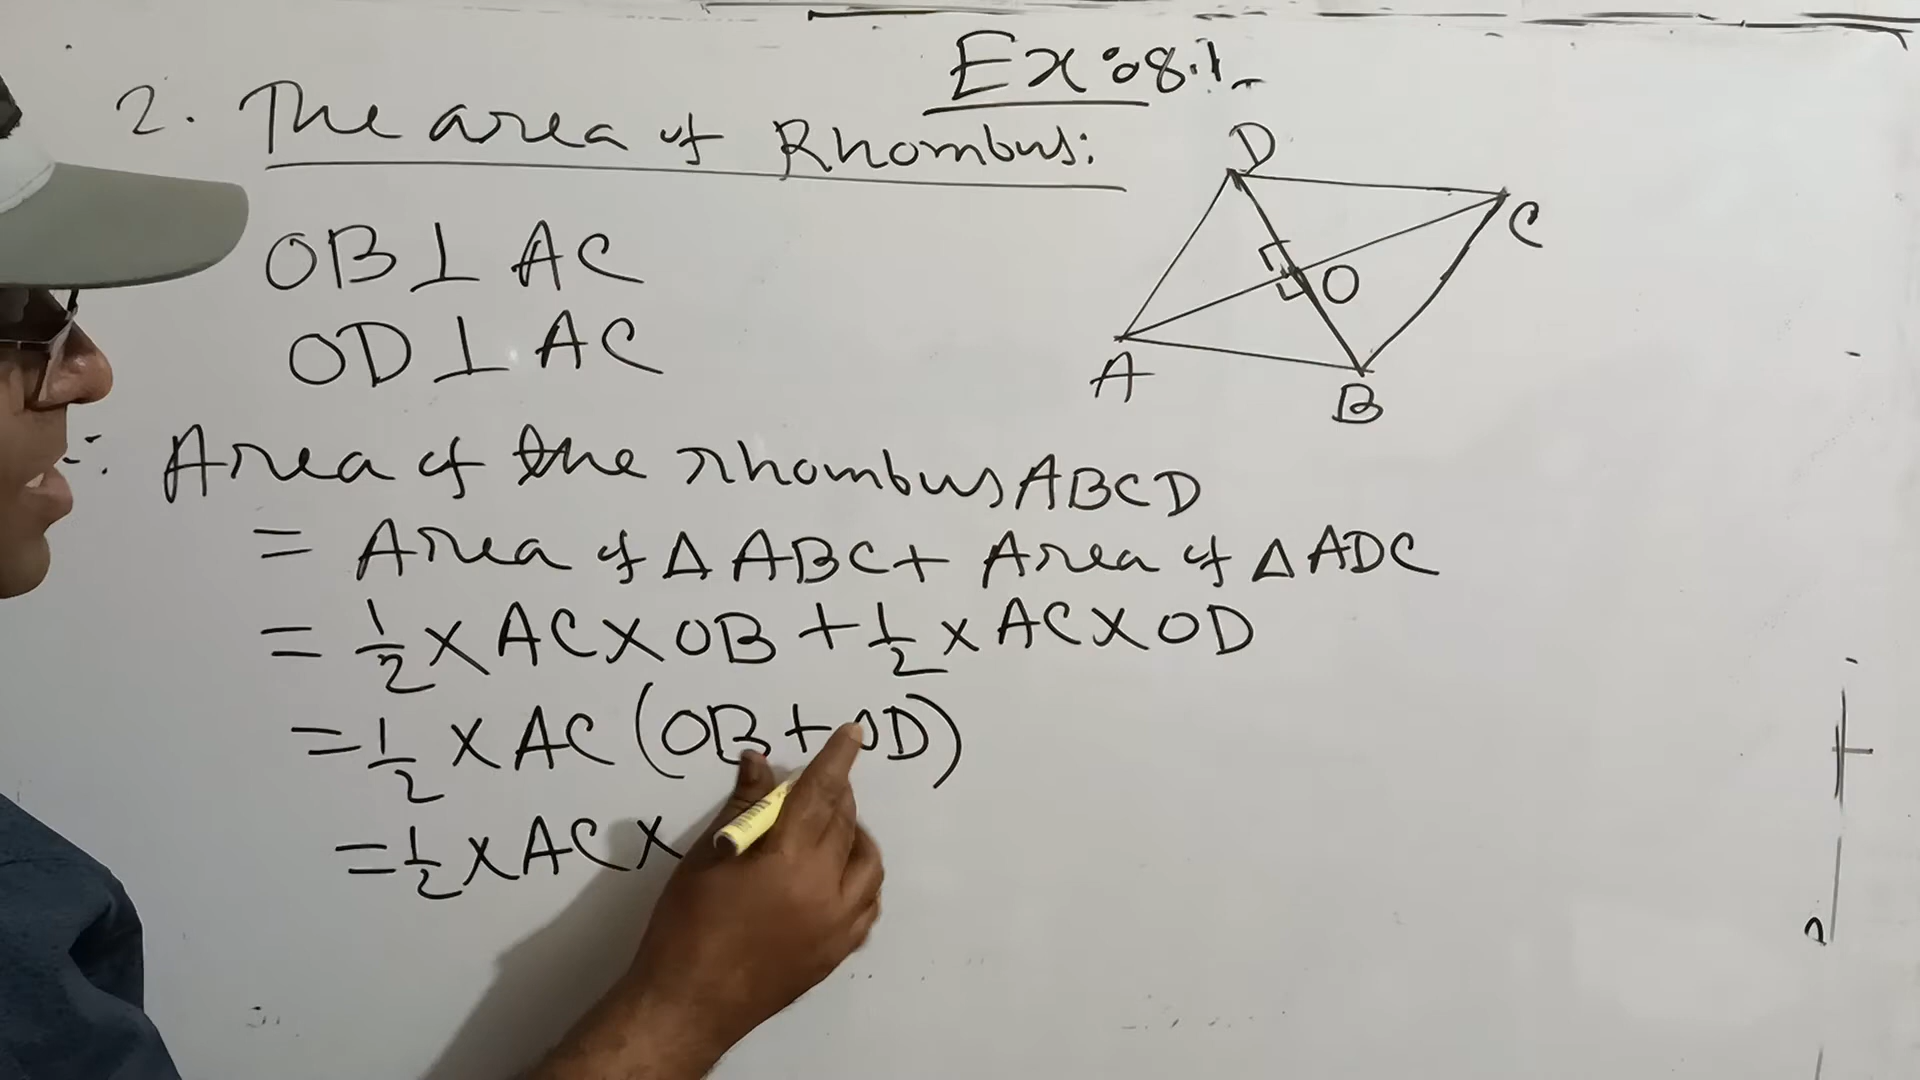 Ex: 8.1
2. The area of Rhombus:
D
C
O
A
B
OB ⊥ AC
OD ⊥ AC
∴ Area of the rhombus ABCD
= Area of △ ABC + Area of △ ADC
= 1/2 × AC × OB + 1/2 × AC × OD
= 1/2 × AC (OB + OD)
= 1/2 × AC ×